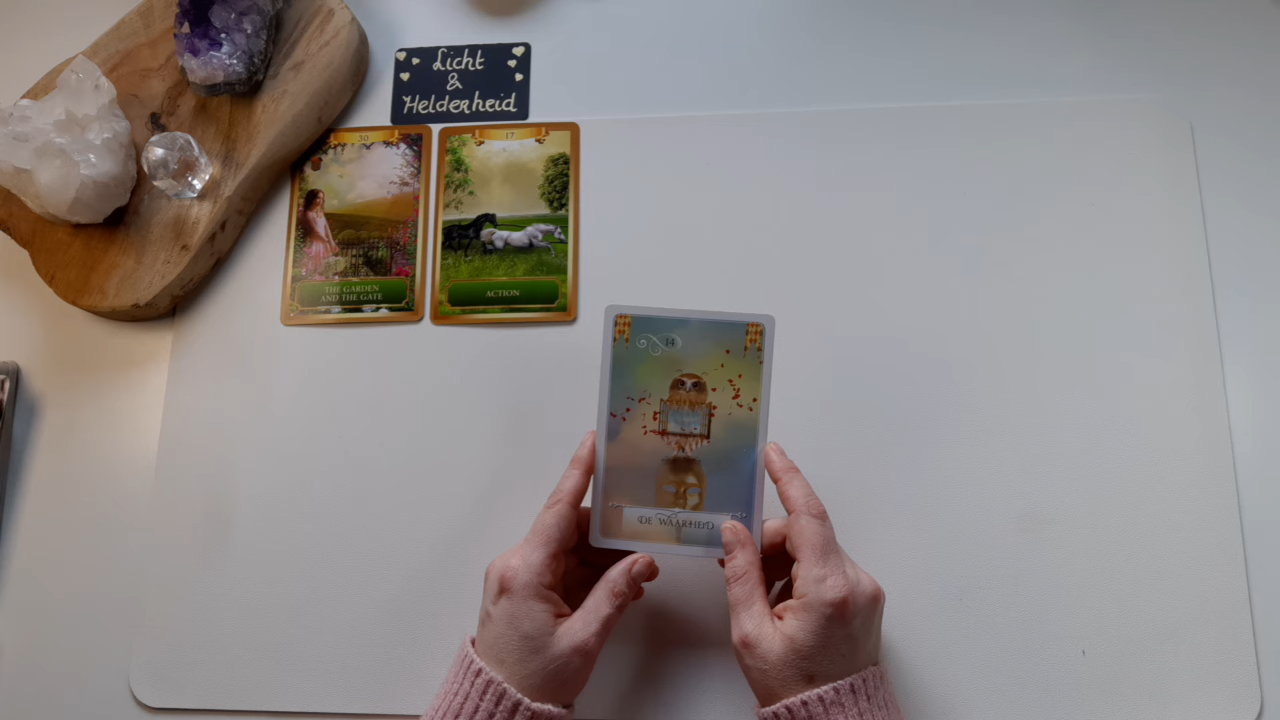 Licht
&
Helderheid
30
THE GARDEN
AND THE GATE
17
ACTION
14
DE WAARHEID